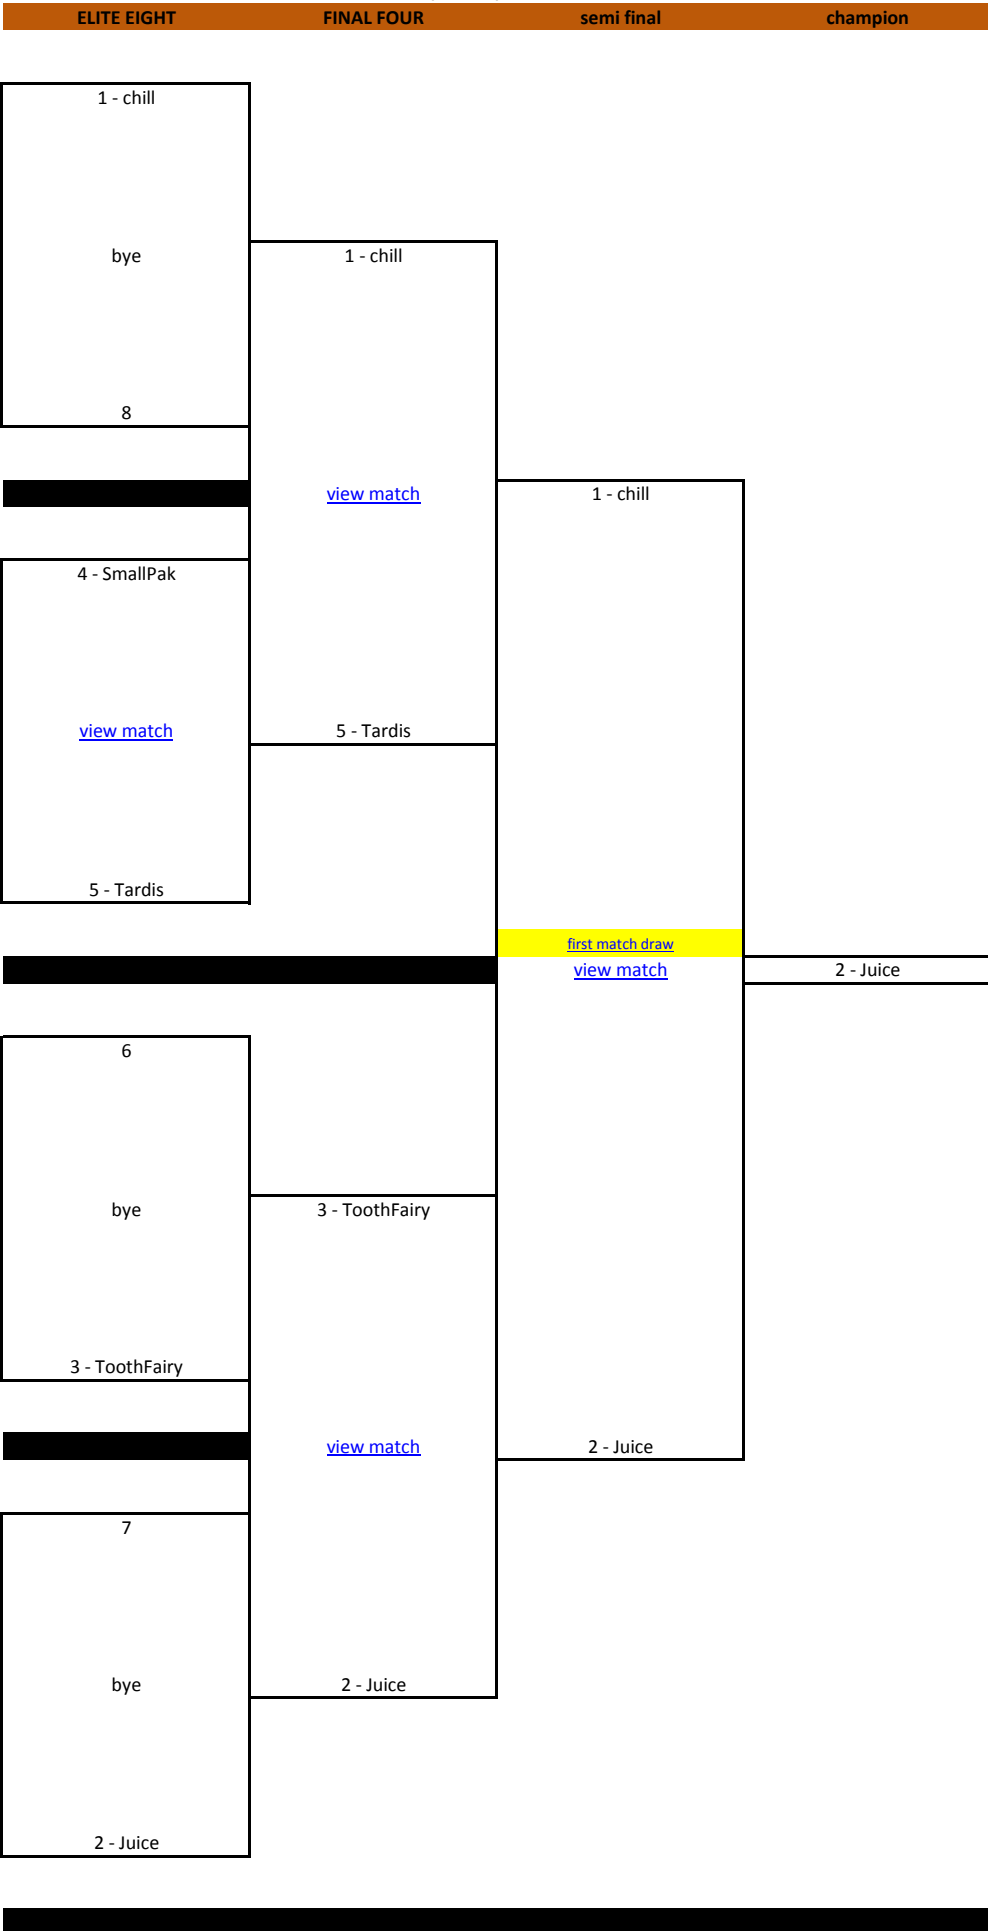 ELITE EIGHT FINAL FOUR semi final champion
1 - chill
bye 1 - chill
8
view match 1 - chill
4 - SmallPak
view match 5 - Tardis
5 - Tardis
first match draw
view match 2 - Juice
6
bye 3 - ToothFairy
3 - ToothFairy
view match 2 - Juice
7
bye 2 - Juice
2 - Juice